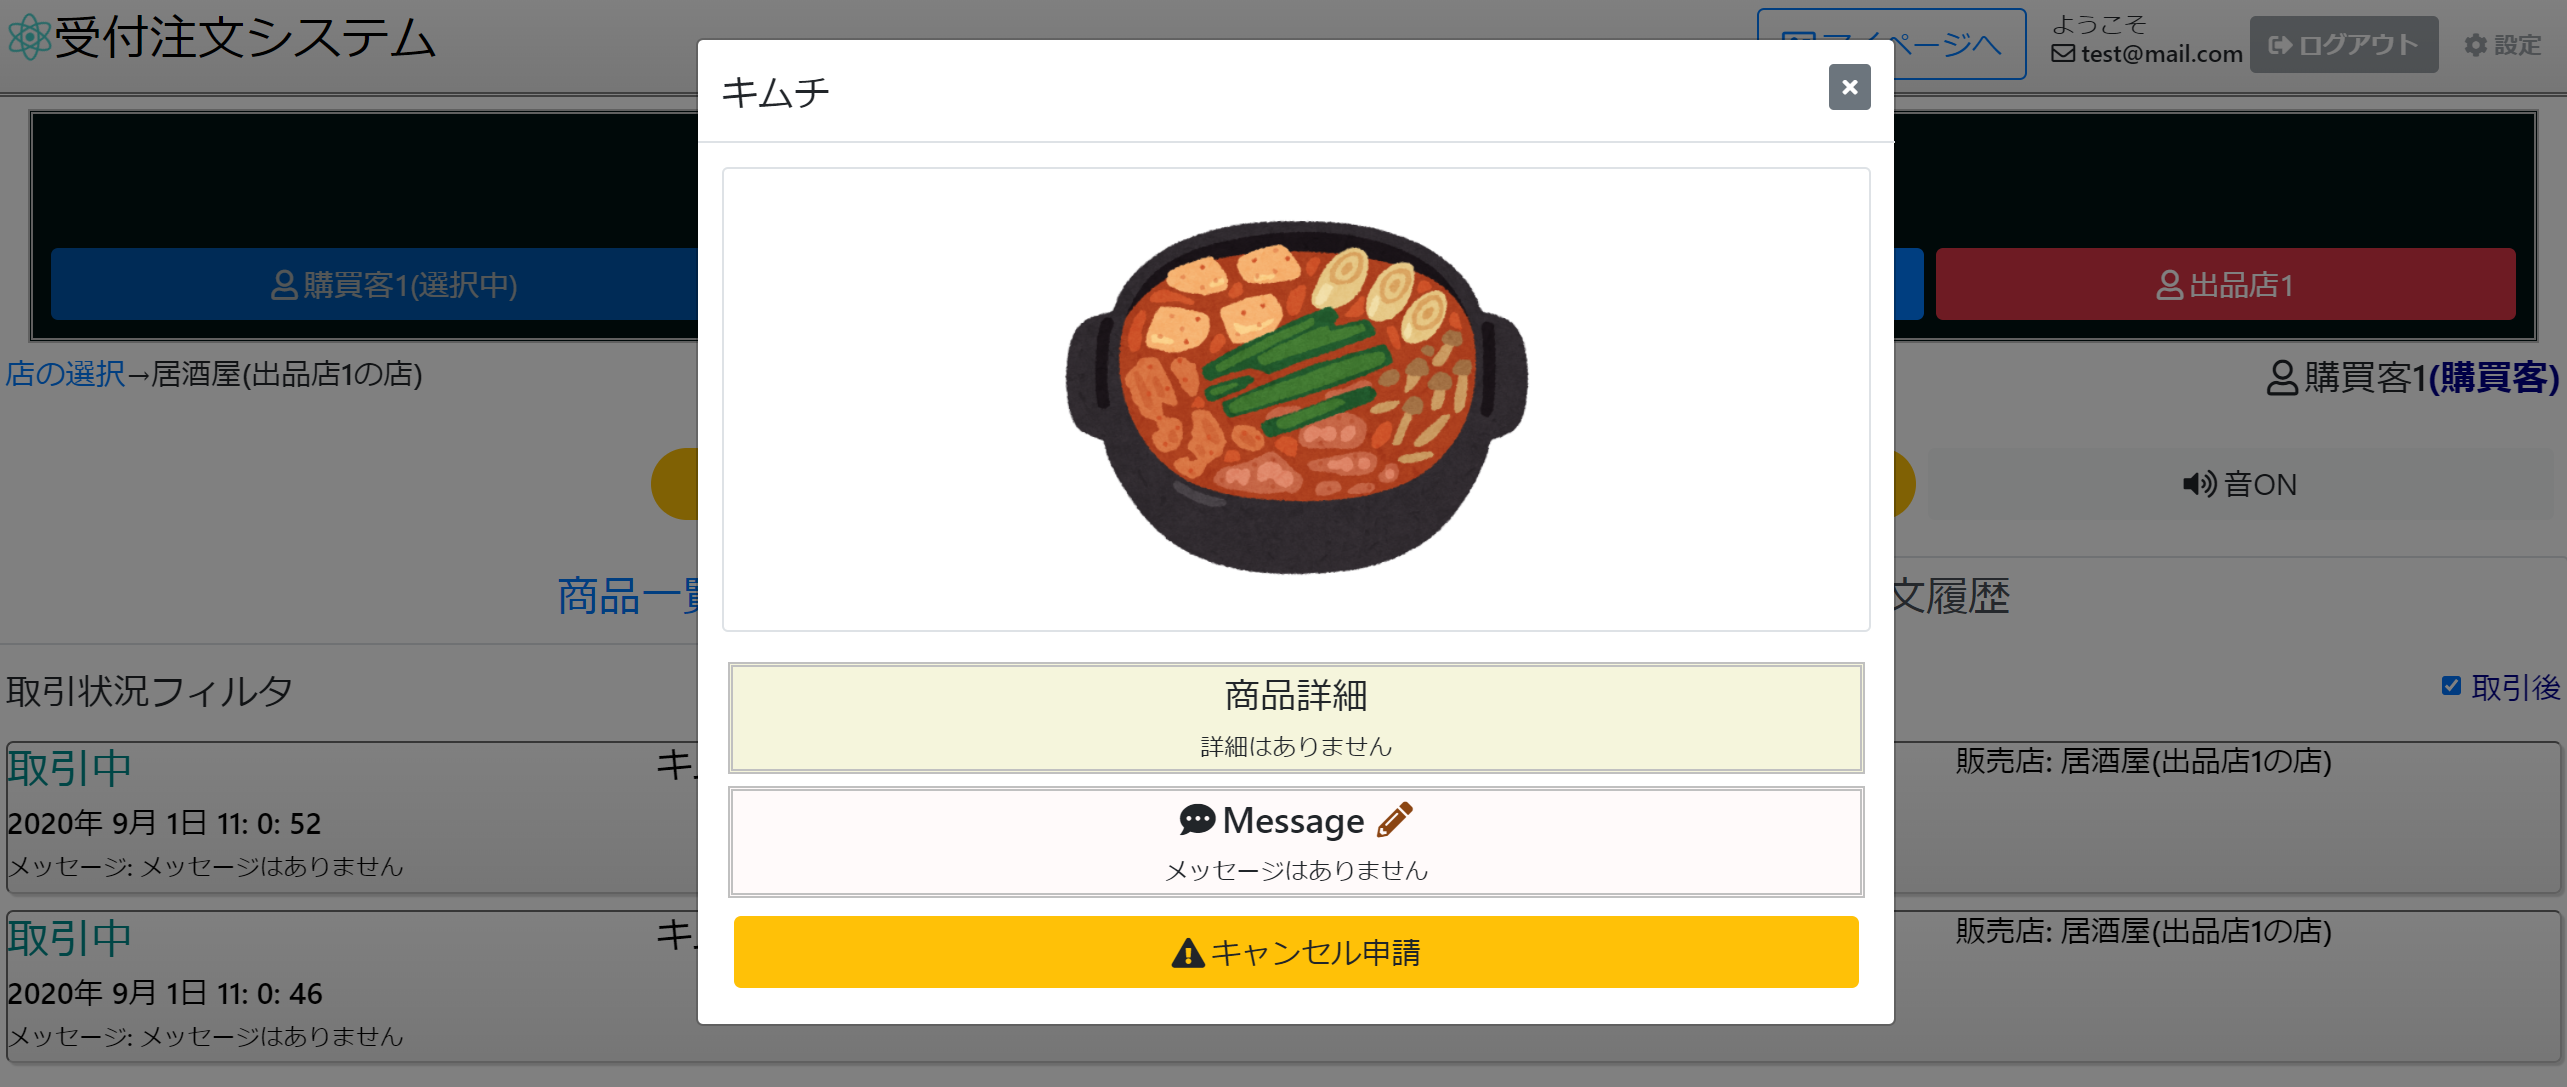 受付注文システム
ページへ
ようこそ
test@mail.com
ログアウト
設定
キムチ
購買客1(選択中)
出品店1
店の選択→居酒屋(出品店1の店)
購買客1(購買客)
音ON
商品一覧
文履歴
取引状況フィルタ
取引後
商品詳細
詳細はありません
Message
メッセージはありません
キャンセル申請
取引中
キ
販売店: 居酒屋(出品店1の店)
2020年 9月 1日 11: 0: 52
メッセージ: メッセージはありません
取引中
キ
販売店: 居酒屋(出品店1の店)
2020年 9月 1日 11: 0: 46
メッセージ: メッセージはありません